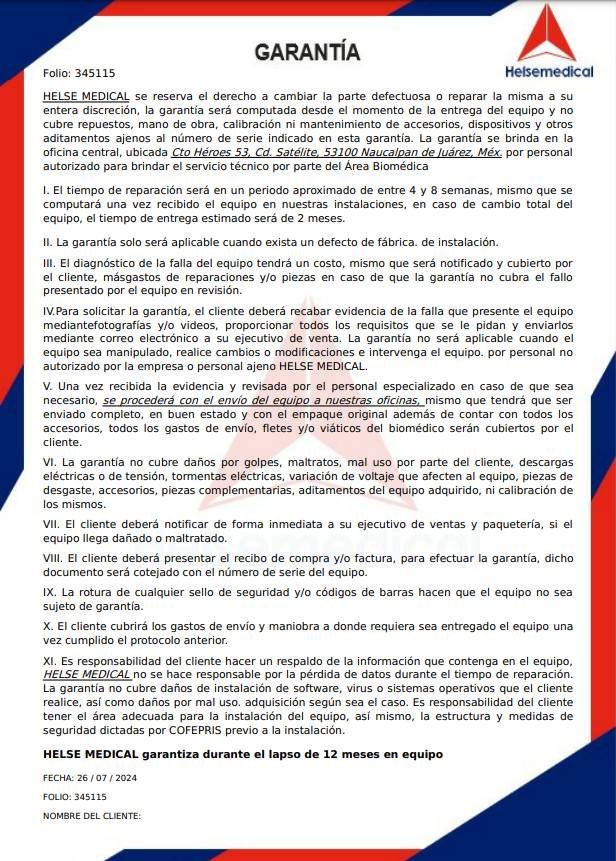 GARANTÍA
Helsemedical
Folio: 345115
HELSE MEDICAL se reserva el derecho a cambiar la parte defectuosa o reparar la misma a su
entera discreción, la garantía será computada desde el momento de la entrega del equipo y no
cubre repuestos, mano de obra, calibración ni mantenimiento de accesorios, dispositivos y otros
aditamentos ajenos al número de serie indicado en esta garantía. La garantía se brinda en la
oficina central, ubicada Cto Héroes 53, Cd. Satélite, 53100 Naucalpan de Juárez, Méx. por personal
autorizado para brindar el servicio técnico por parte del Área Biomédica
I. El tiempo de reparación será en un periodo aproximado de entre 4 y 8 semanas, mismo que se
computará una vez recibido el equipo en nuestras instalaciones, en caso de cambio total del
equipo, el tiempo de entrega estimado será de 2 meses.
II. La garantía solo será aplicable cuando exista un defecto de fábrica. de instalación.
III. El diagnóstico de la falla del equipo tendrá un costo, mismo que será notificado y cubierto por
el cliente, másgastos de reparaciones y/o piezas en caso de que la garantía no cubra el fallo
presentado por el equipo en revisión.
IV.Para solicitar la garantía, el cliente deberá recabar evidencia de la falla que presente el equipo
mediantefotografías y/o videos, proporcionar todos los requisitos que se le pidan y enviarlos
mediante correo electrónico a su ejecutivo de venta. La garantía no será aplicable cuando el
equipo sea manipulado, realice cambios o modificaciones e intervenga el equipo. por personal no
autorizado por la empresa o personal ajeno HELSE MEDICAL.
V. Una vez recibida la evidencia y revisada por el personal especializado en caso de que sea
necesario, se procederá con el envío del equipo a nuestras oficinas, mismo que tendrá que ser
enviado completo, en buen estado y con el empaque original además de contar con todos los
accesorios, todos los gastos de envío, fletes y/o viáticos del biomédico serán cubiertos por el
cliente.
VI. La garantía no cubre daños por golpes, maltratos, mal uso por parte del cliente, descargas
eléctricas o de tensión, tormentas eléctricas, variación de voltaje que afecten al equipo, piezas de
desgaste, accesorios, piezas complementarias, aditamentos del equipo adquirido, ni calibración de
los mismos.
VII. El cliente deberá notificar de forma inmediata a su ejecutivo de ventas y paquetería, si el
equipo llega dañado o maltratado.
VIII. El cliente deberá presentar el recibo de compra y/o factura, para efectuar la garantía, dicho
documento será cotejado con el número de serie del equipo.
IX. La rotura de cualquier sello de seguridad y/o códigos de barras hacen que el equipo no sea
sujeto de garantía.
X. El cliente cubrirá los gastos de envío y maniobra a donde requiera sea entregado el equipo una
vez cumplido el protocolo anterior.
XI. Es responsabilidad del cliente hacer un respaldo de la información que contenga en el equipo,
HELSE MEDICAL no se hace responsable por la pérdida de datos durante el tiempo de reparación.
La garantía no cubre daños de instalación de software, virus o sistemas operativos que el cliente
realice, así como daños por mal uso. adquisición según sea el caso. Es responsabilidad del cliente
tener el área adecuada para la instalación del equipo, así mismo, la estructura y medidas de
seguridad dictadas por COFEPRIS previo a la instalación.
HELSE MEDICAL garantiza durante el lapso de 12 meses en equipo
FECHA: 26 / 07 / 2024
FOLIO: 345115
NOMBRE DEL CLIENTE: